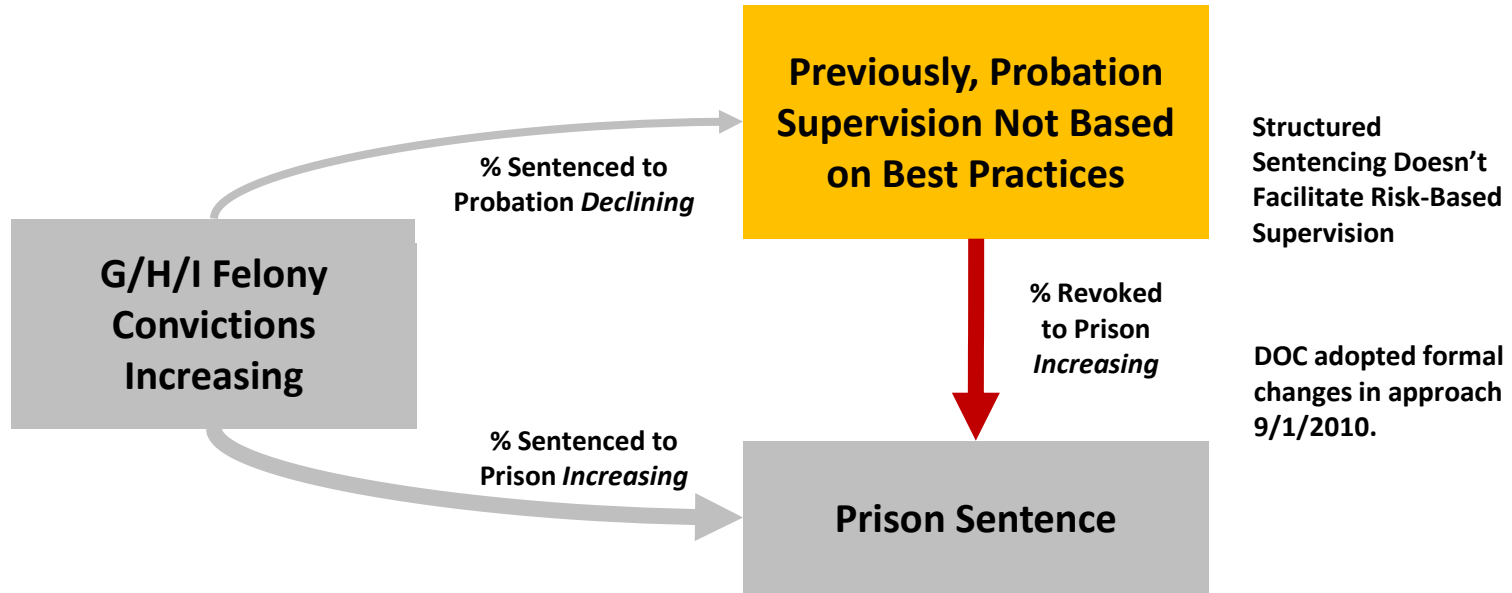 Previously, Probation
Supervision Not Based
on Best Practices
Structured
Sentencing Doesn’t
Facilitate Risk-Based
Supervision
% Sentenced to
Probation Declining
G/H/I Felony
Convictions
Increasing
% Revoked
to Prison
Increasing
DOC adopted formal
changes in approach
9/1/2010.
% Sentenced to
Prison Increasing
Prison Sentence